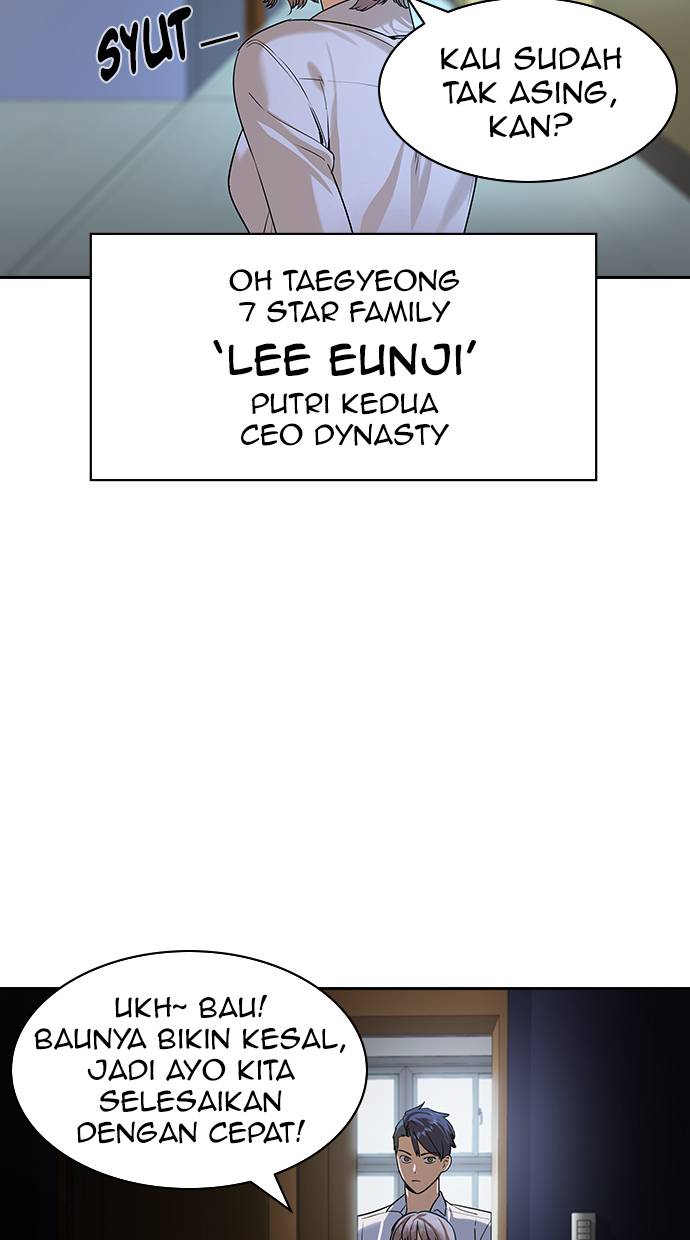 SYUT
KAU SUDAH
TAK ASING,
KAN?
OH TAEGYEONG
7 STAR FAMILY
'LEE EUNJI'
PUTRI KEDUA
CEO DYNASTY
UKH~ BAU!
BAUNYA BIKIN KESAL,
JADI AYO KITA
SELESAIKAN
DENGAN CEPAT!